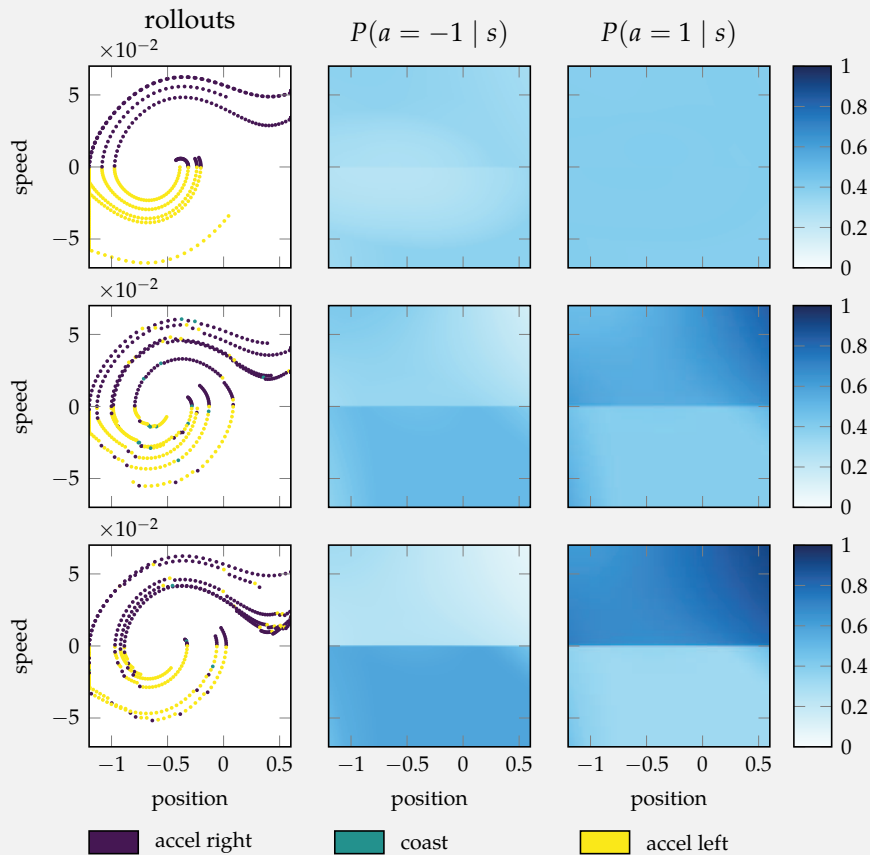 rollouts
P(a = −1 | s)
P(a = 1 | s)
×10⁻²
5
0
−5
speed
1
0.8
0.6
0.4
0.2
0
×10⁻²
5
0
−5
speed
1
0.8
0.6
0.4
0.2
0
×10⁻²
5
0
−5
speed
1
0.8
0.6
0.4
0.2
0
−1 −0.5 0 0.5
−1 −0.5 0 0.5
−1 −0.5 0 0.5
position
position
position
accel right
coast
accel left